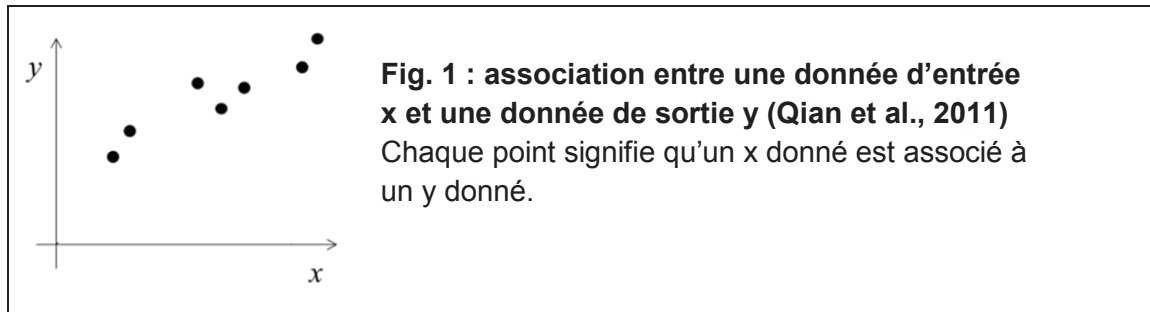 y
x
Fig. 1 : association entre une donnée d’entrée
x et une donnée de sortie y (Qian et al., 2011)
Chaque point signifie qu’un x donné est associé à
un y donné.